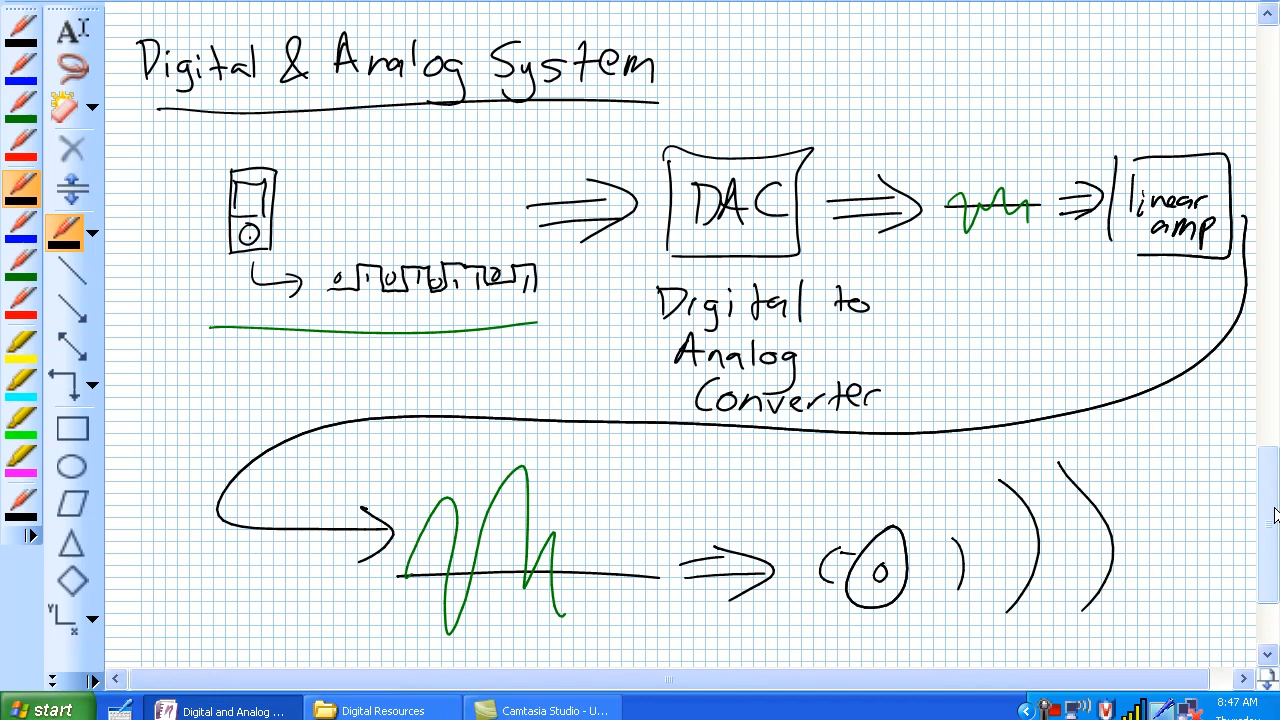 Digital & Analog System
DAC
linear
amp
Digital to
Analog
Converter
start
Digital and Analog ...
Digital Resources
Camtasia Studio - U...
8:47 AM